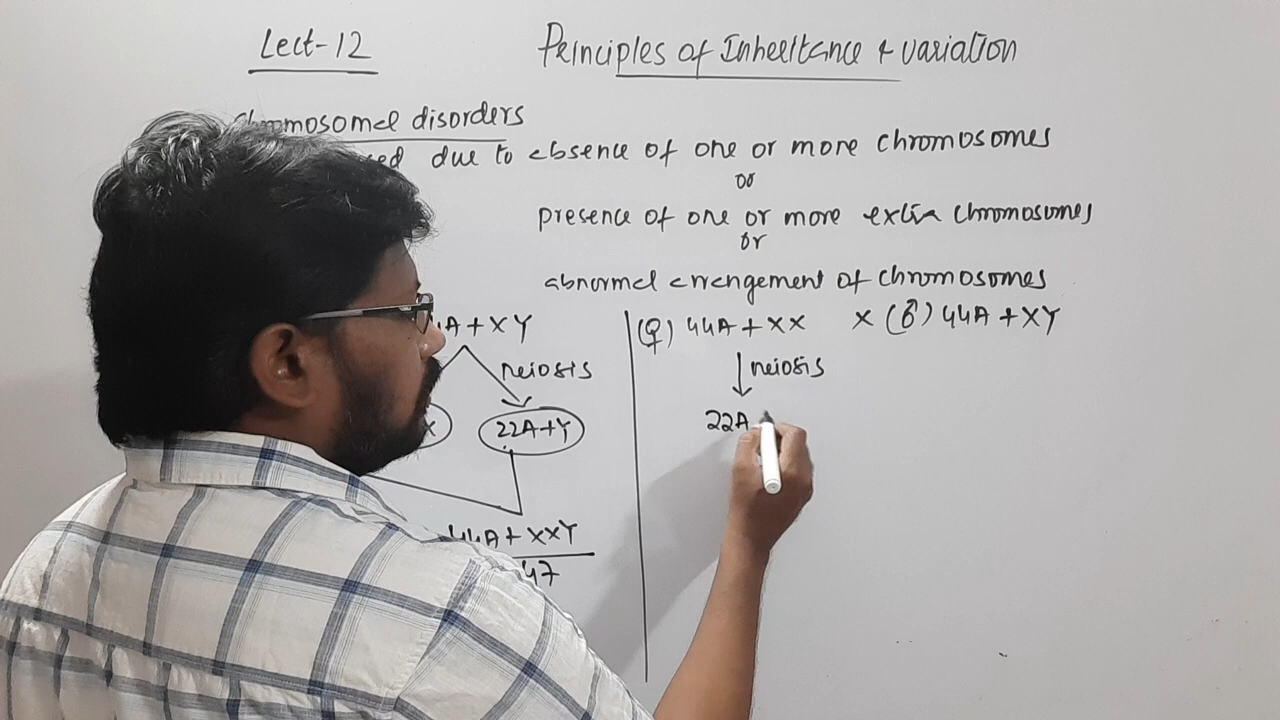 Lect-12
Principles of Inheritance + variation
Chromosomal disorders
due to absence of one or more chromosomes
or
presence of one or more extra chromosomes
or
abnormal arrangement of chromosomes
A + XY
meiosis
22A+Y
44A + XXY
47
(♀) 44A + XX × (♂) 44A + XY
meiosis
22A